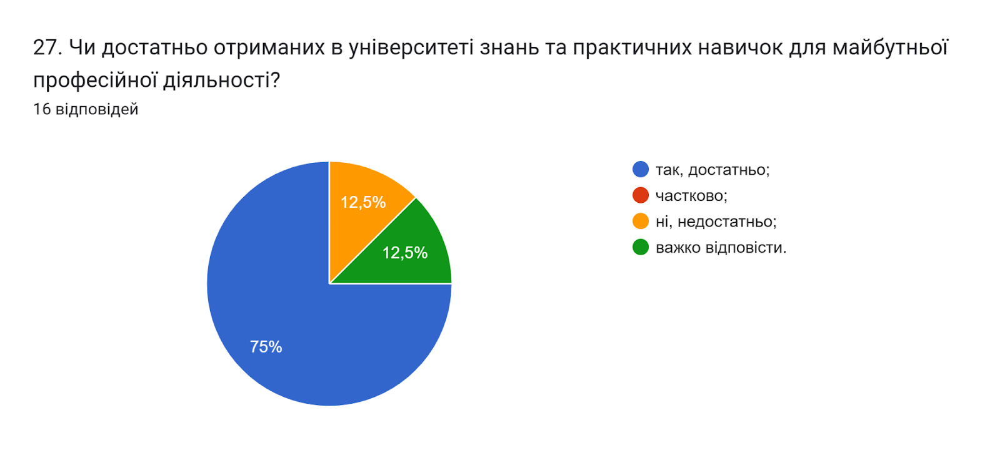 27. Чи достатньо отриманих в університеті знань та практичних навичок для майбутньої
професійної діяльності?
16 відповідей
12,5%
12,5%
75%
так, достатньо;
частково;
ні, недостатньо;
важко відповісти.